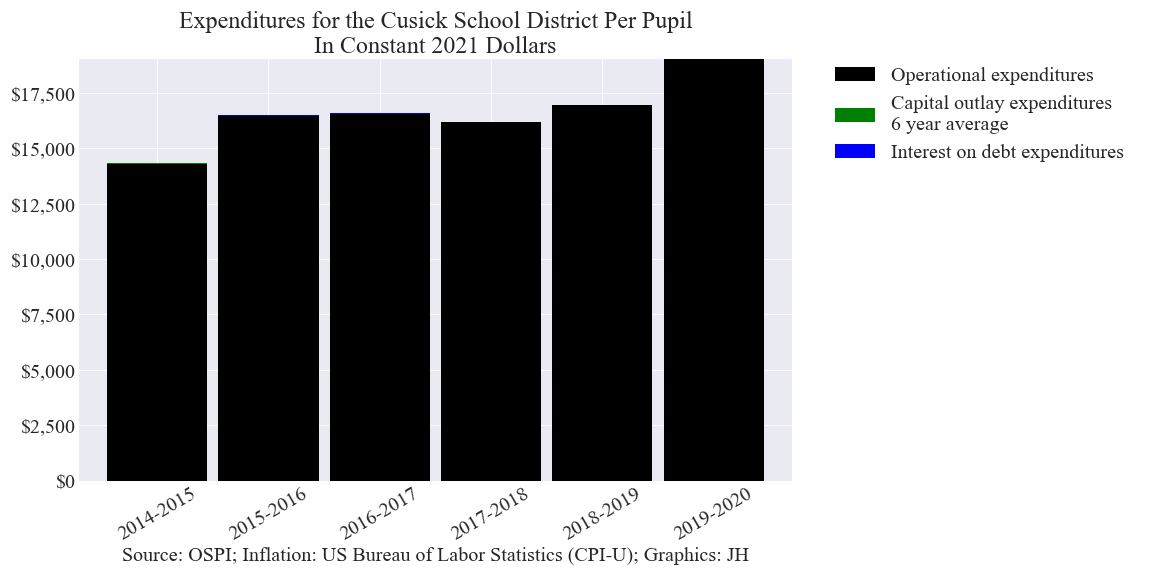 Expenditures for the Cusick School District Per Pupil
In Constant 2021 Dollars
$17,500
$15,000
$12,500
$10,000
$7,500
$5,000
$2,500
$0
2014-2015
2015-2016
2016-2017
2017-2018
2018-2019
2019-2020
Source: OSPI; Inflation: US Bureau of Labor Statistics (CPI-U); Graphics: JH
Operational expenditures
Capital outlay expenditures
6 year average
Interest on debt expenditures